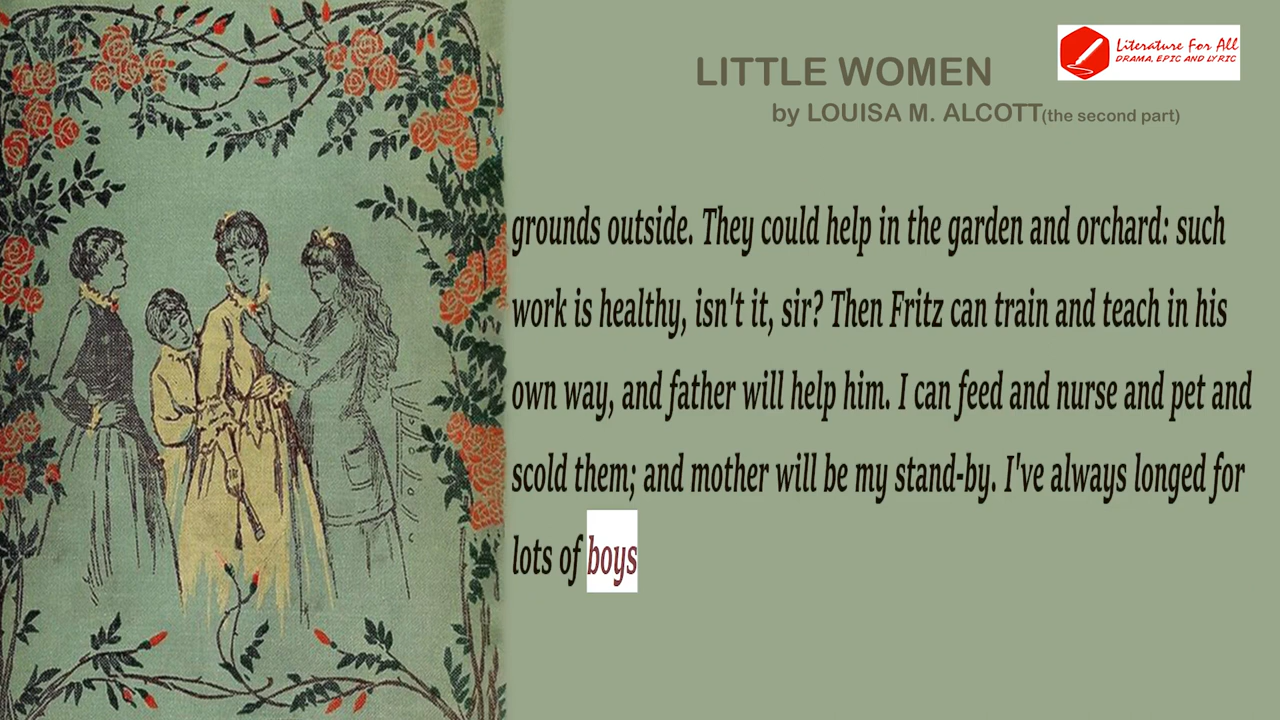 LITTLE WOMEN
by LOUISA M. ALCOTT(the second part)
Literature For All
DRAMA, EPIC AND LYRIC
grounds outside. They could help in the garden and orchard: such
work is healthy, isn't it, sir? Then Fritz can train and teach in his
own way, and father will help him. I can feed and nurse and pet and
scold them; and mother will be my stand-by. I've always longed for
lots of boys